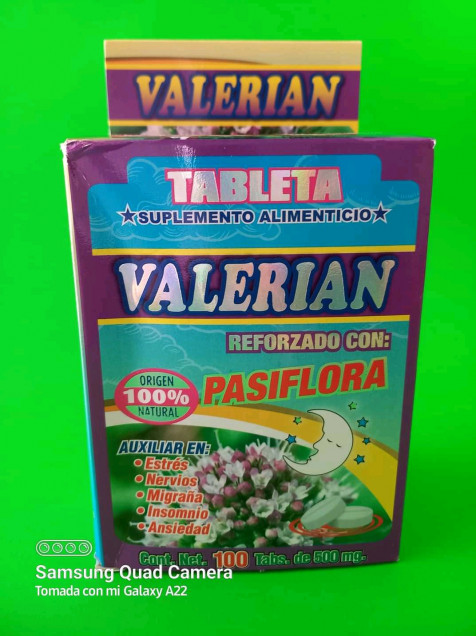 VALERIAN
TABLETA
★SUPLEMENTO ALIMENTICIO★
VALERIAN
REFORZADO CON:
PASIFLORA
ORIGEN
100%
NATURAL
AUXILIAR EN:
• Estrés
• Nervios
• Migraña
• Insomnio
• Ansiedad
Cont. Net. 100 Tabs. de 500 mg.
Samsung Quad Camera
Tomada con mi Galaxy A22